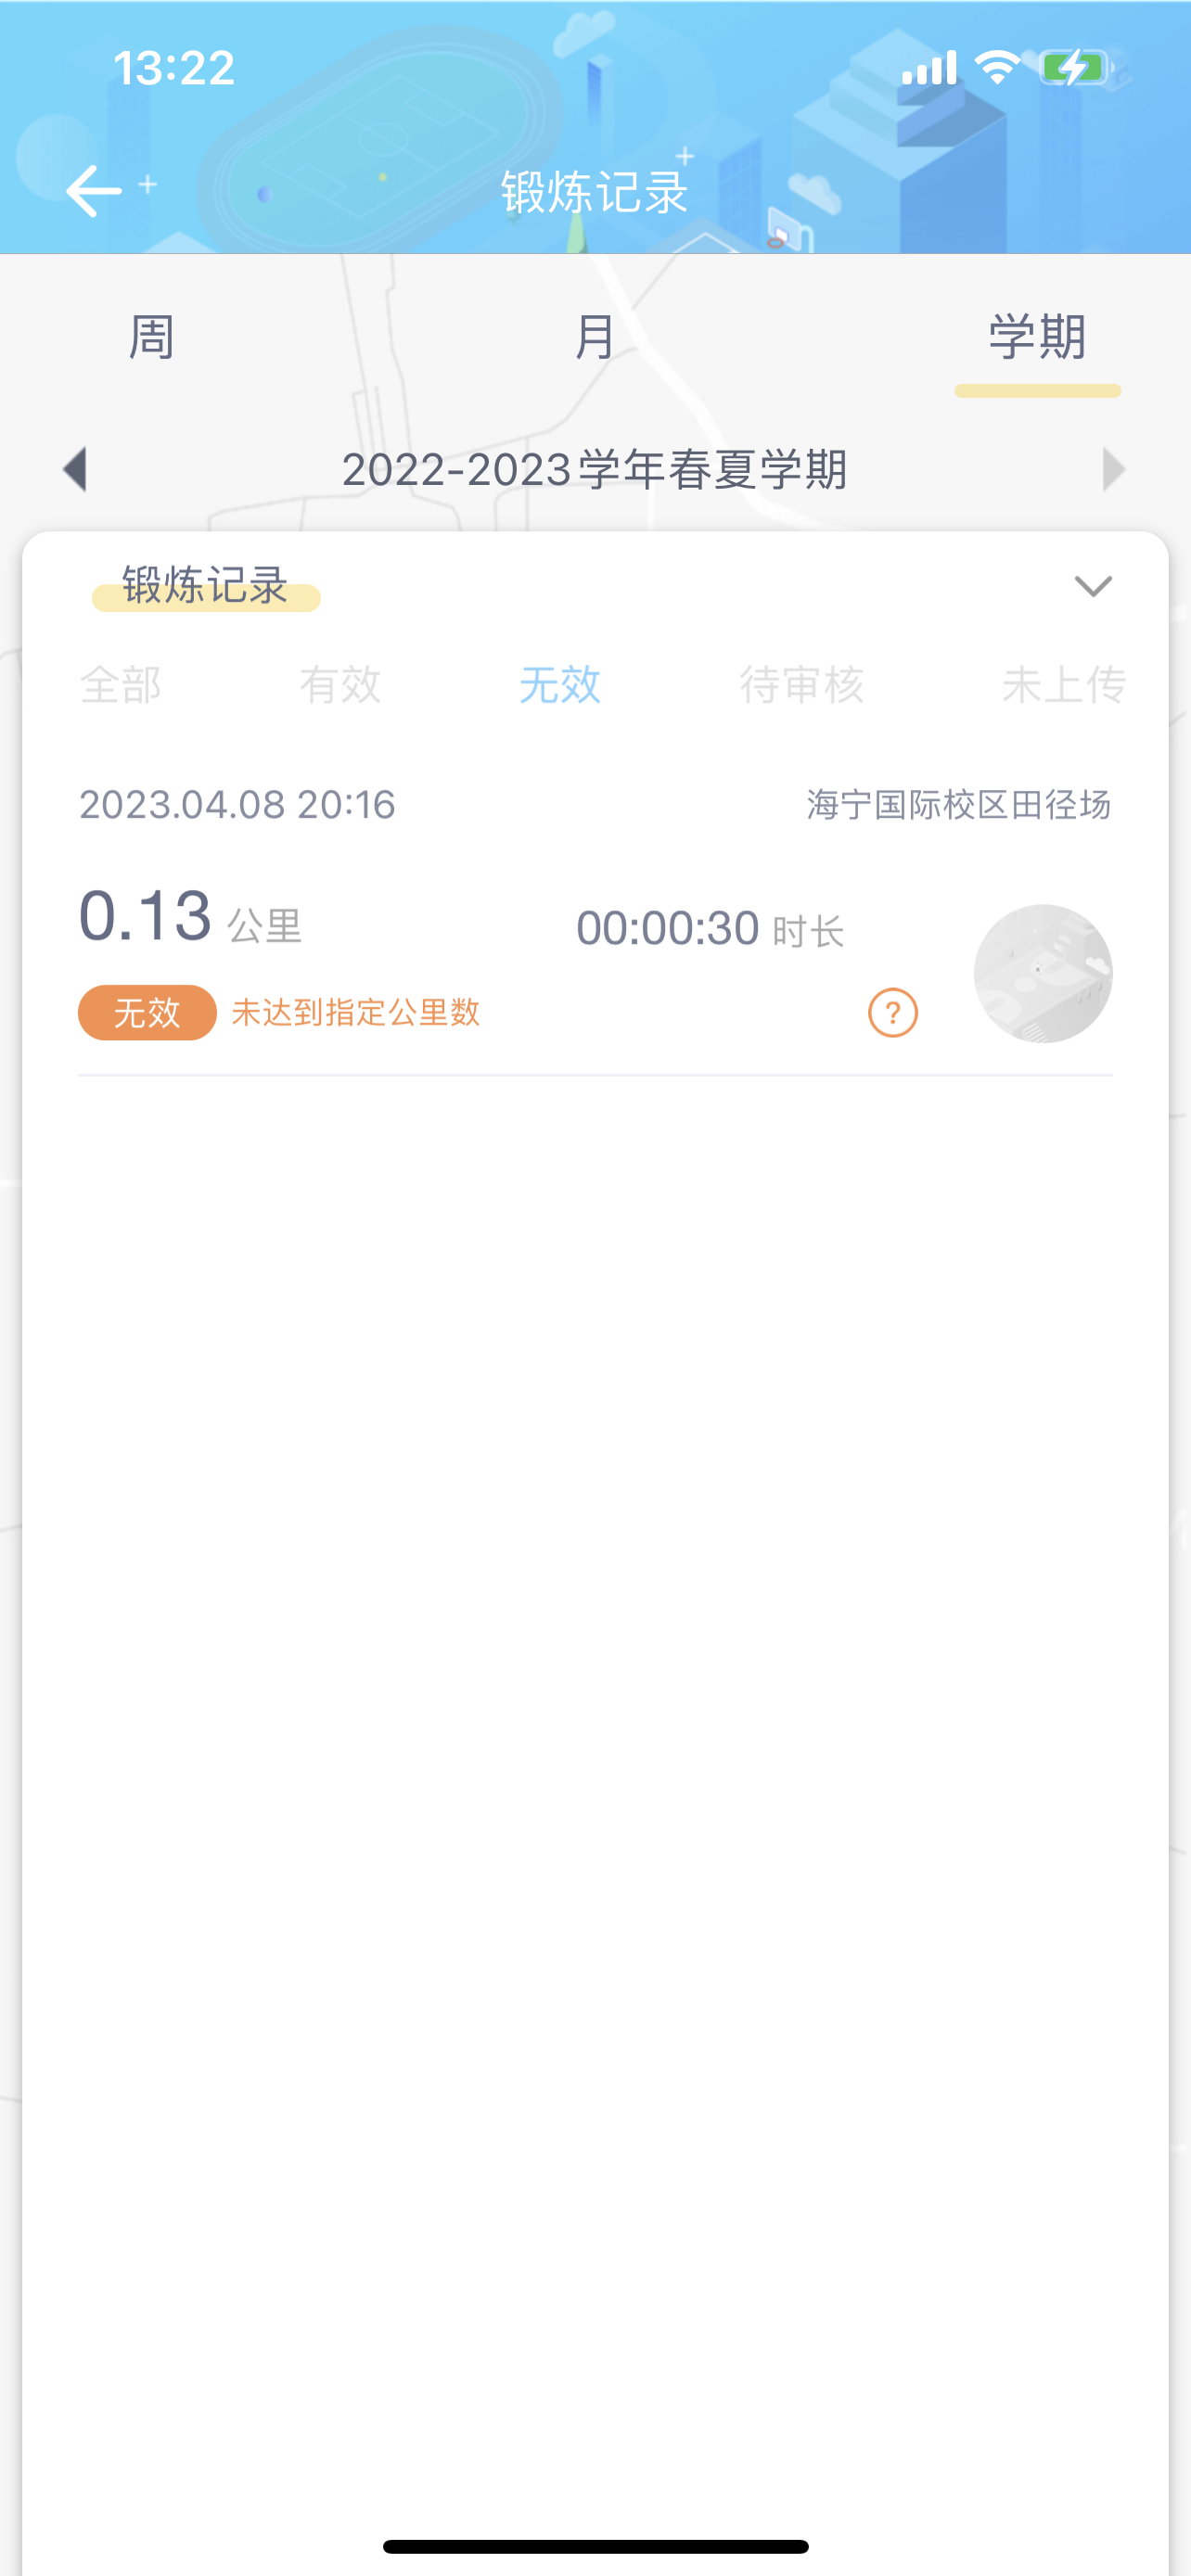 13:22
锻炼记录
周 月 学期
2022-2023学年春夏学期
锻炼记录
全部 有效 无效 待审核 未上传
2023.04.08 20:16 海宁国际校区田径场
0.13 公里 00:00:30 时长
无效 未达到指定公里数 ?